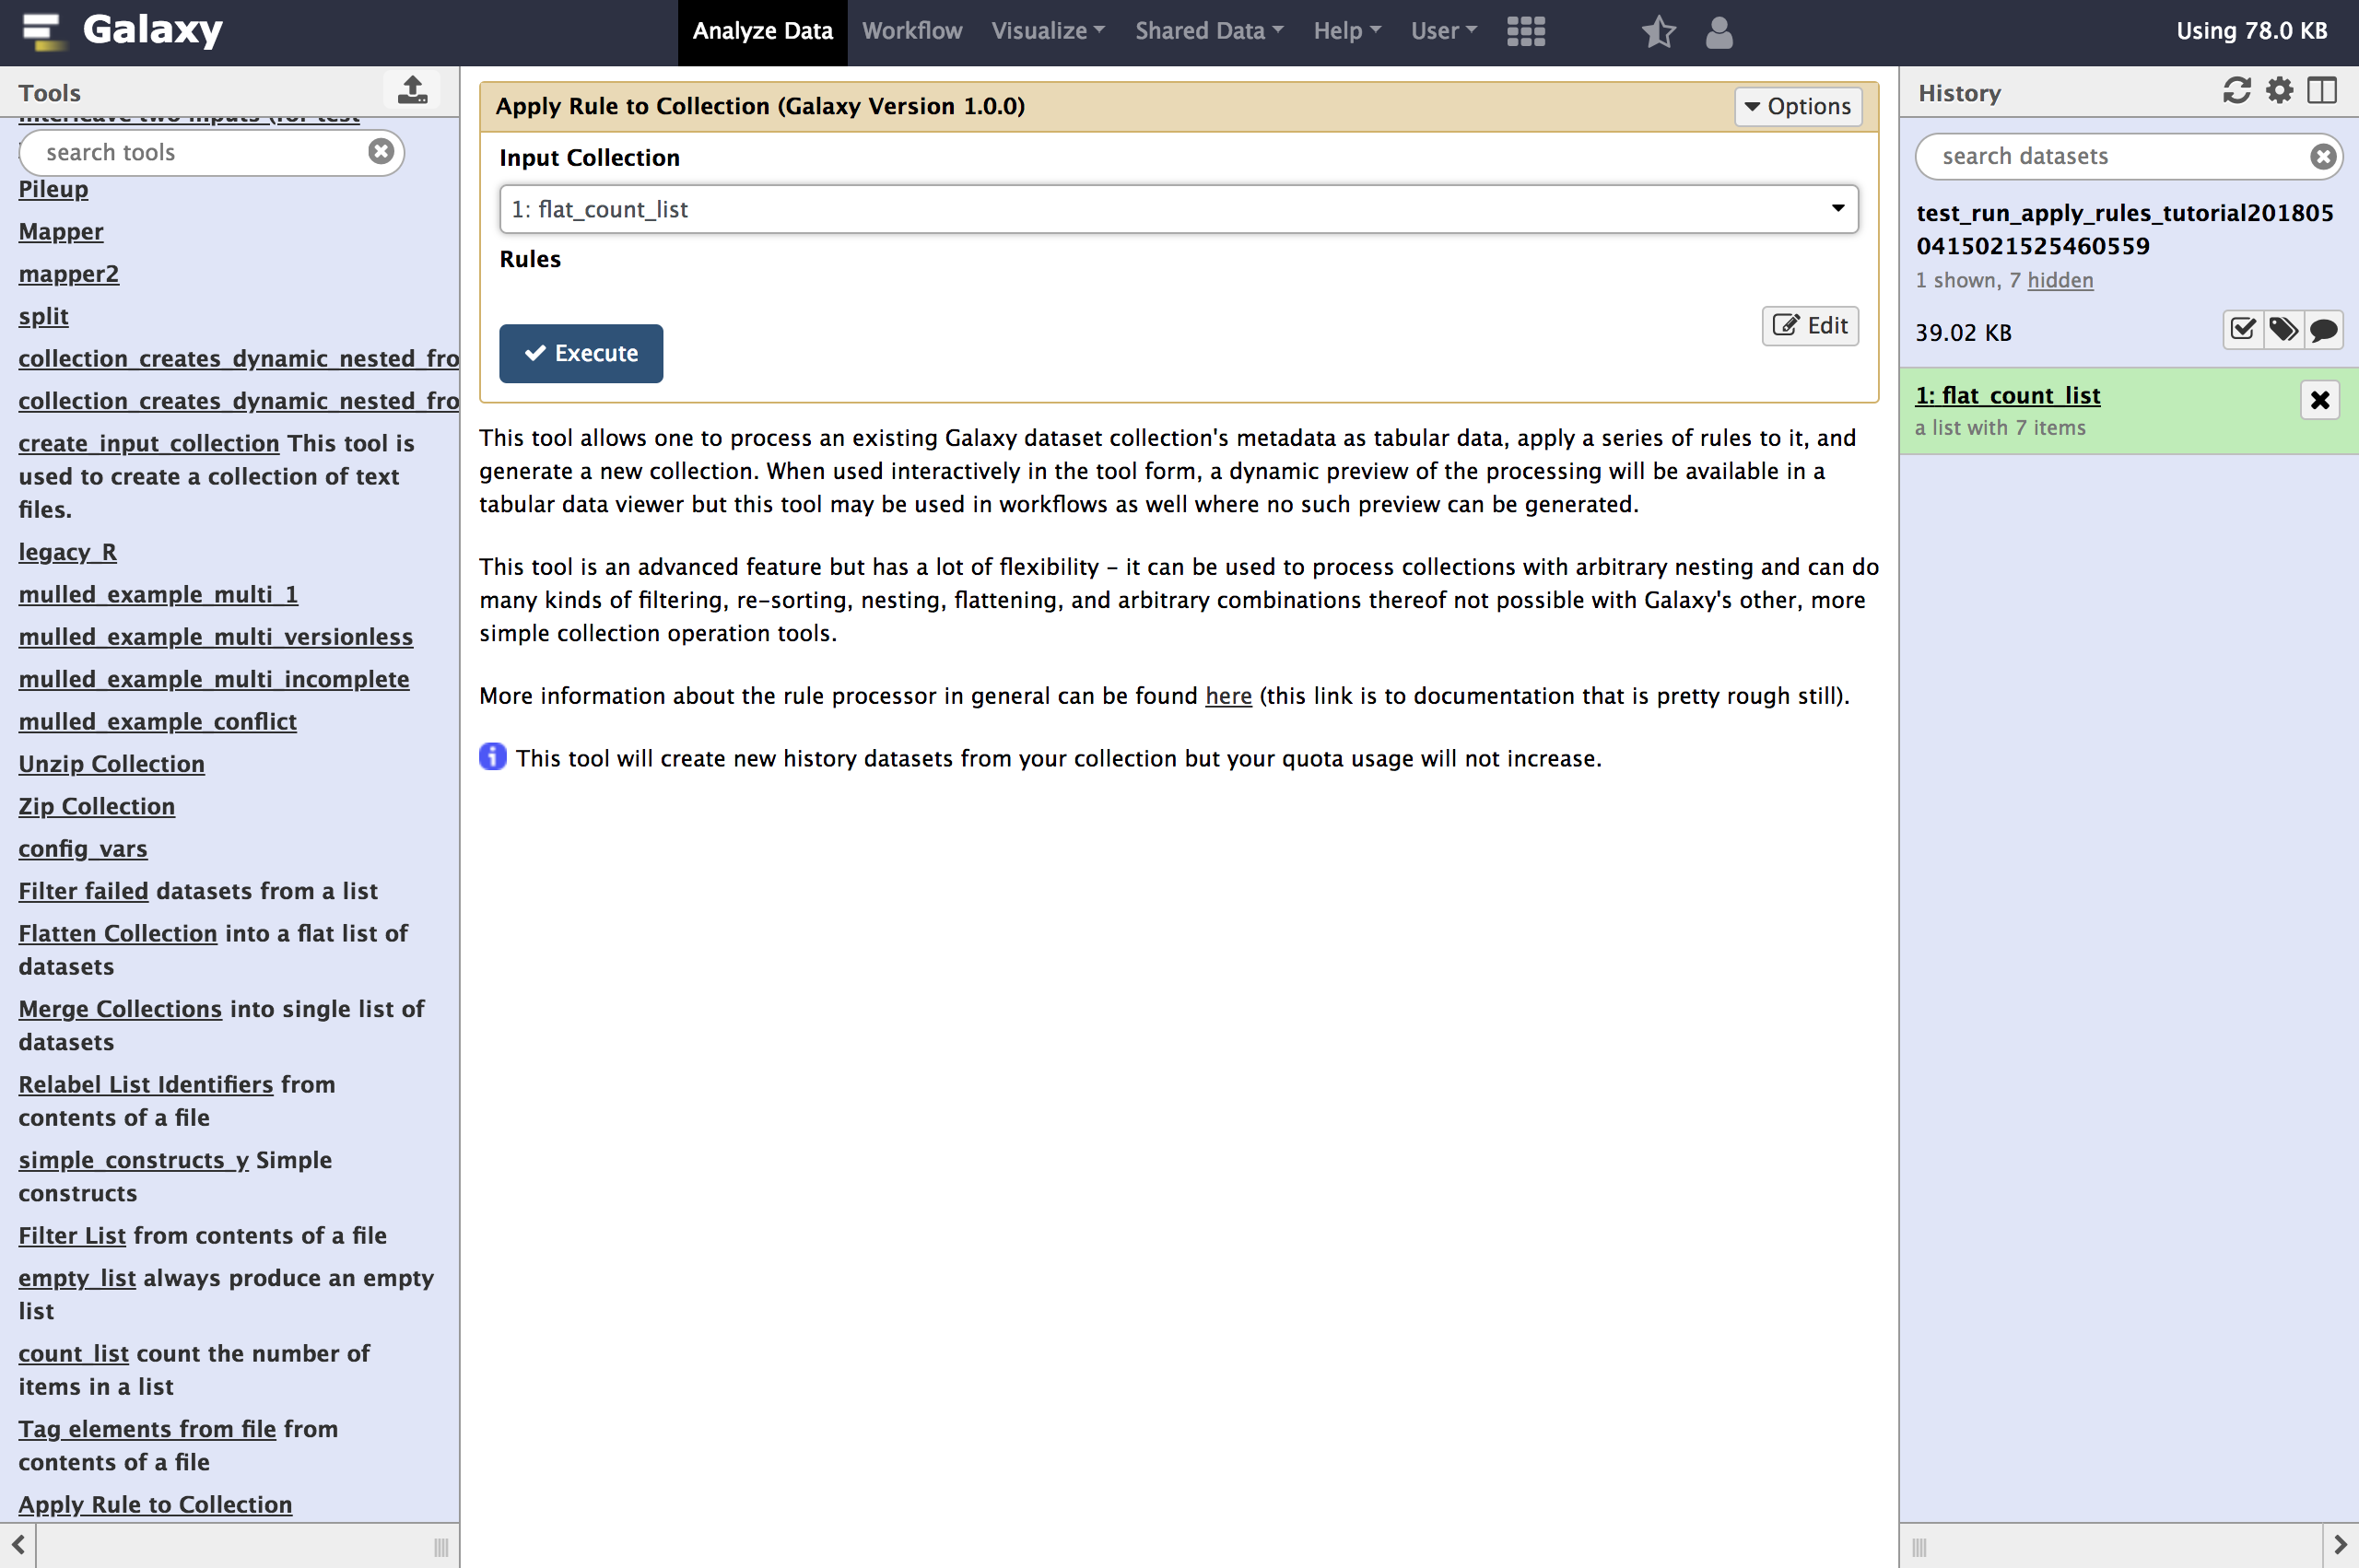 Galaxy
Analyze Data
Workflow
Visualize
Shared Data
Help
User
Using 78.0 KB
Tools
search tools
Pileup
Mapper
mapper2
split
collection_creates_dynamic_nested_fro
collection_creates_dynamic_nested_fro
create_input_collection This tool is
used to create a collection of text
files.
legacy_R
mulled_example_multi_1
mulled_example_multi_versionless
mulled_example_multi_incomplete
mulled_example_conflict
Unzip Collection
Zip Collection
config_vars
Filter failed datasets from a list
Flatten Collection into a flat list of
datasets
Merge Collections into single list of
datasets
Relabel List Identifiers from
contents of a file
simple_constructs_y Simple
constructs
Filter List from contents of a file
empty_list always produce an empty
list
count_list count the number of
items in a list
Tag elements from file from
contents of a file
Apply Rule to Collection
Apply Rule to Collection (Galaxy Version 1.0.0)
Options
Input Collection
1: flat_count_list
Rules
Edit
Execute
This tool allows one to process an existing Galaxy dataset collection's metadata as tabular data, apply a series of rules to it, and
generate a new collection. When used interactively in the tool form, a dynamic preview of the processing will be available in a
tabular data viewer but this tool may be used in workflows as well where no such preview can be generated.
This tool is an advanced feature but has a lot of flexibility – it can be used to process collections with arbitrary nesting and can do
many kinds of filtering, re-sorting, nesting, flattening, and arbitrary combinations thereof not possible with Galaxy's other, more
simple collection operation tools.
More information about the rule processor in general can be found here (this link is to documentation that is pretty rough still).
This tool will create new history datasets from your collection but your quota usage will not increase.
History
search datasets
test_run_apply_rules_tutorial201805
0415021525460559
1 shown, 7 hidden
39.02 KB
1: flat_count_list
a list with 7 items